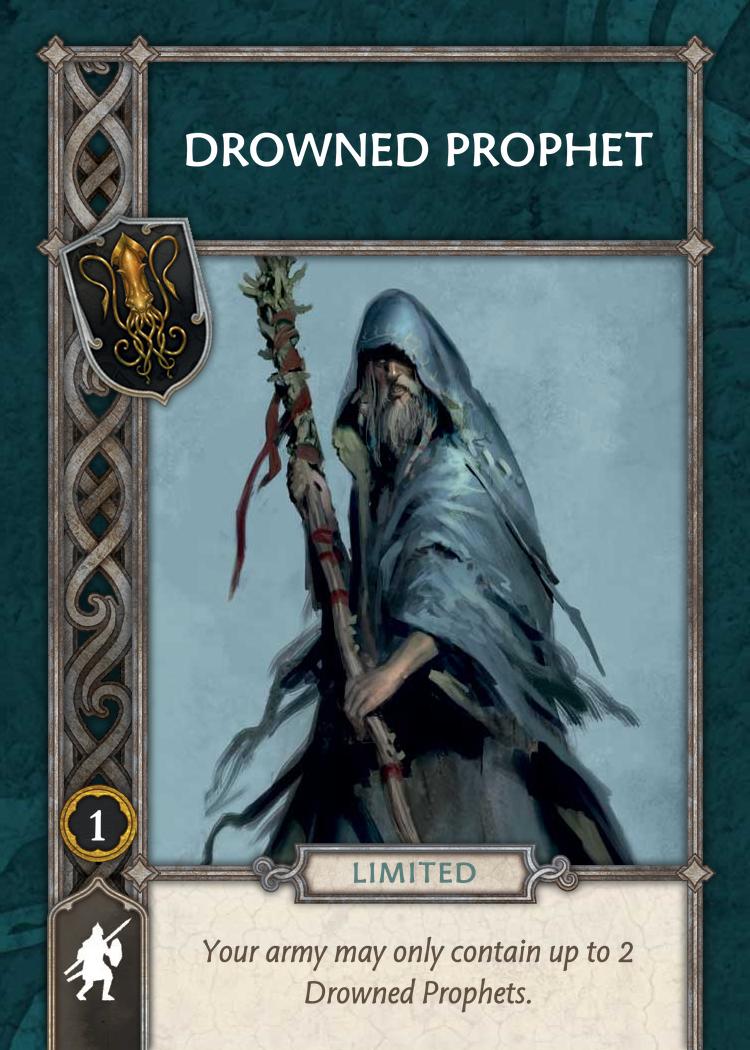 DROWNED PROPHET
1
LIMITED
Your army may only contain up to 2
Drowned Prophets.